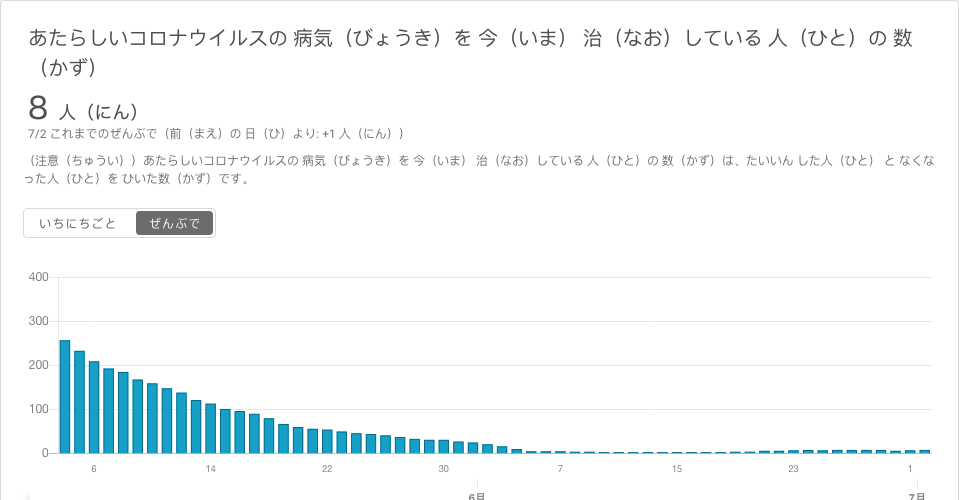 あたらしいコロナウイルスの 病気（びょうき）を 今（いま） 治（なお）している 人（ひと）の 数
（かず）
8 人（にん）
7/2 これまでのぜんぶで（前（まえ）の 日（ひ）より: +1 人（にん））
（注意（ちゅうい））あたらしいコロナウイルスの 病気（びょうき）を 今（いま） 治（なお）している 人（ひと）の 数（かず）は、たいいん した人（ひと） と なくな
った人（ひと）を ひいた数（かず）です。
いちにちごと ぜんぶで
400
300
200
100
0
6 14 22 30 7 15 23 1
6月 7月